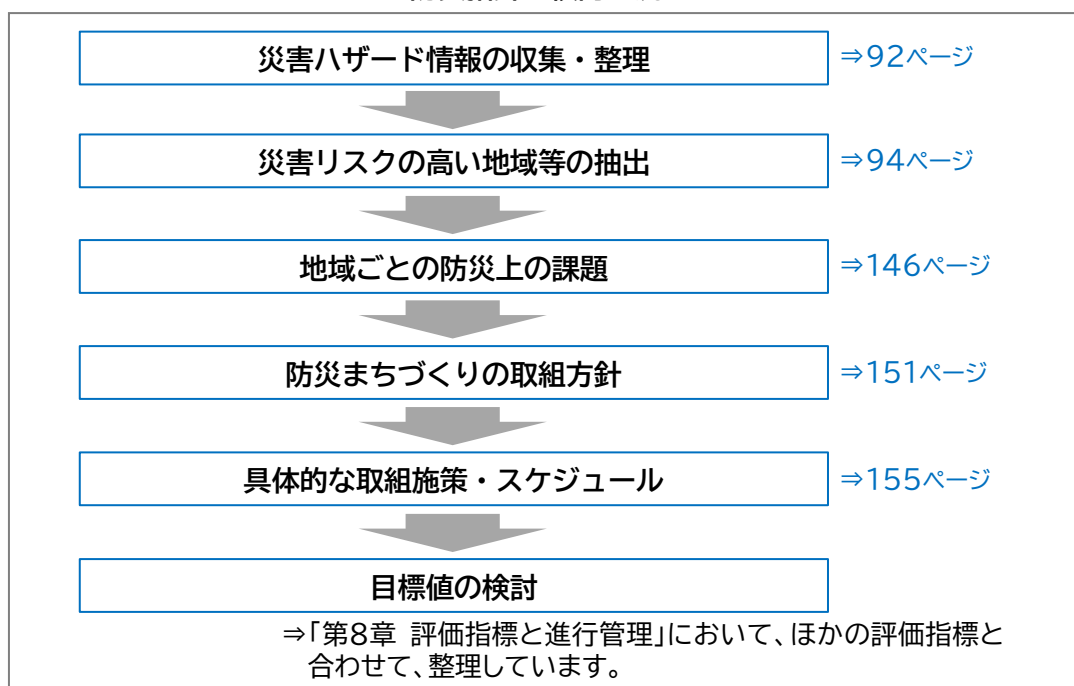 災害ハザード情報の収集・整理 ⇒92ページ
災害リスクの高い地域等の抽出 ⇒94ページ
地域ごとの防災上の課題 ⇒146ページ
防災まちづくりの取組方針 ⇒151ページ
具体的な取組施策・スケジュール ⇒155ページ
目標値の検討
⇒「第8章 評価指標と進行管理」において、ほかの評価指標と
合わせて、整理しています。